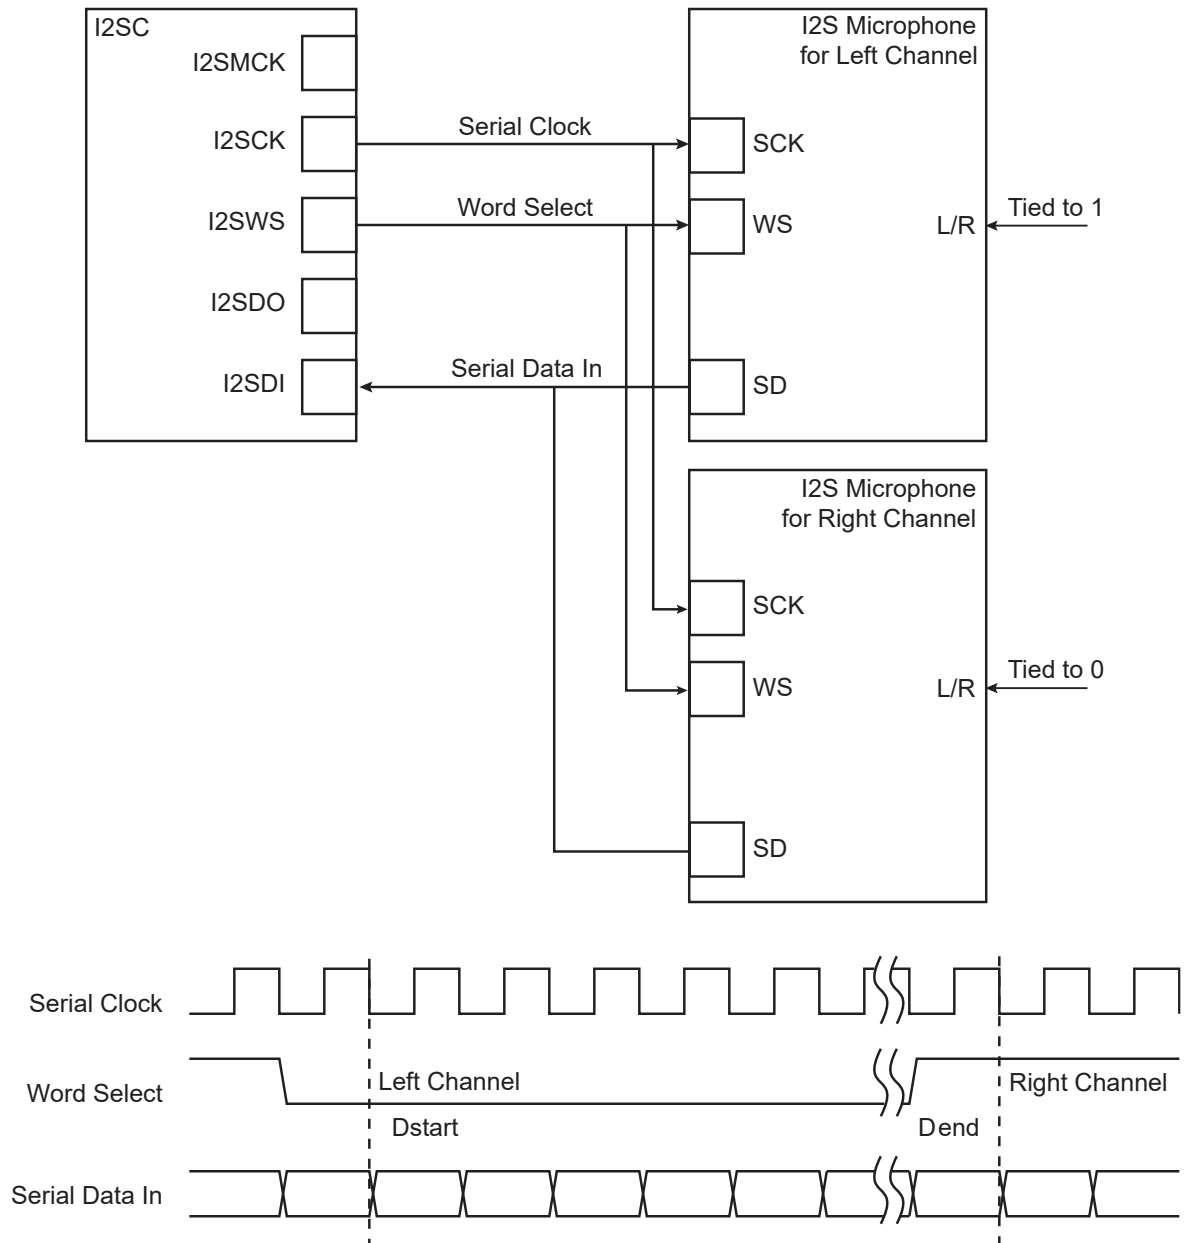 I2SC
I2SMCK
I2SCK
I2SWS
I2SDO
I2SDI
Serial Clock
Word Select
Serial Data In
I2S Microphone
for Left Channel
SCK
WS
L/R
Tied to 1
SD
I2S Microphone
for Right Channel
SCK
WS
L/R
Tied to 0
SD
Serial Clock
Word Select
Left Channel
Right Channel
Dstart
Dend
Serial Data In